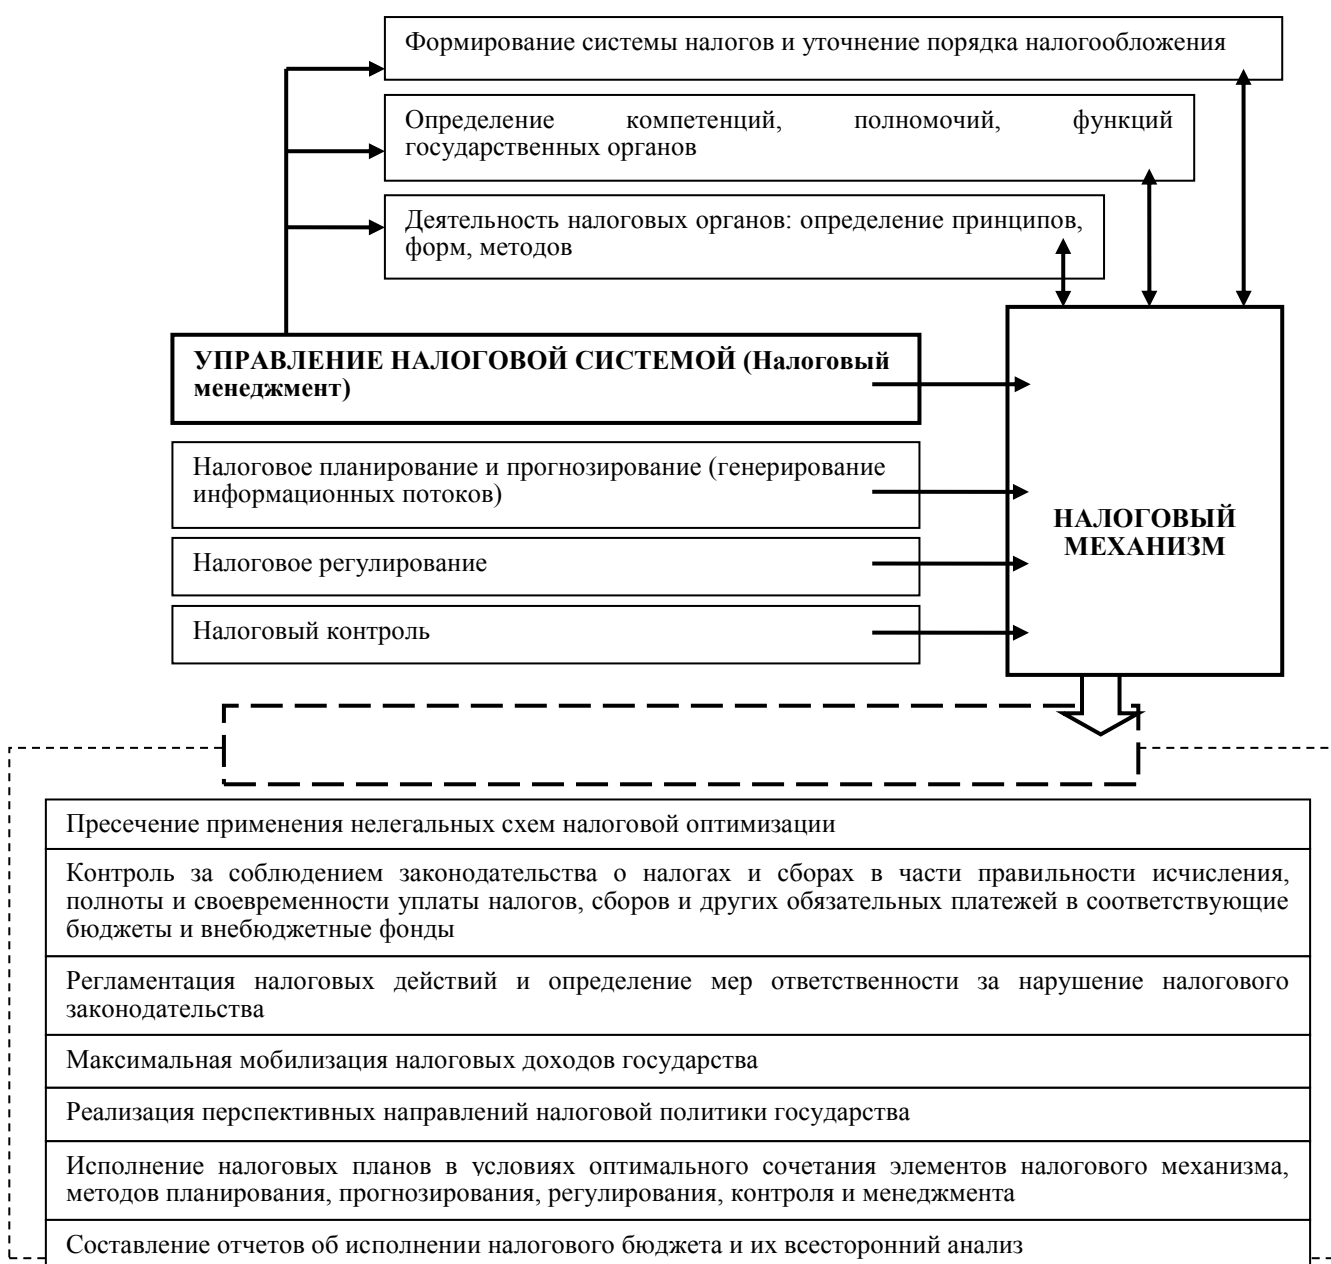 Формирование системы налогов и уточнение порядка налогообложения
Определение компетенций, полномочий, функций
государственных органов
Деятельность налоговых органов: определение принципов,
форм, методов
УПРАВЛЕНИЕ НАЛОГОВОЙ СИСТЕМОЙ (Налоговый
менеджмент)
Налоговое планирование и прогнозирование (генерирование
информационных потоков)
Налоговое регулирование
Налоговый контроль
НАЛОГОВЫЙ
МЕХАНИЗМ
Пресечение применения нелегальных схем налоговой оптимизации
Контроль за соблюдением законодательства о налогах и сборах в части правильности исчисления,
полноты и своевременности уплаты налогов, сборов и других обязательных платежей в соответствующие
бюджеты и внебюджетные фонды
Регламентация налоговых действий и определение мер ответственности за нарушение налогового
законодательства
Максимальная мобилизация налоговых доходов государства
Реализация перспективных направлений налоговой политики государства
Исполнение налоговых планов в условиях оптимального сочетания элементов налогового механизма,
методов планирования, прогнозирования, регулирования, контроля и менеджмента
Составление отчетов об исполнении налогового бюджета и их всесторонний анализ